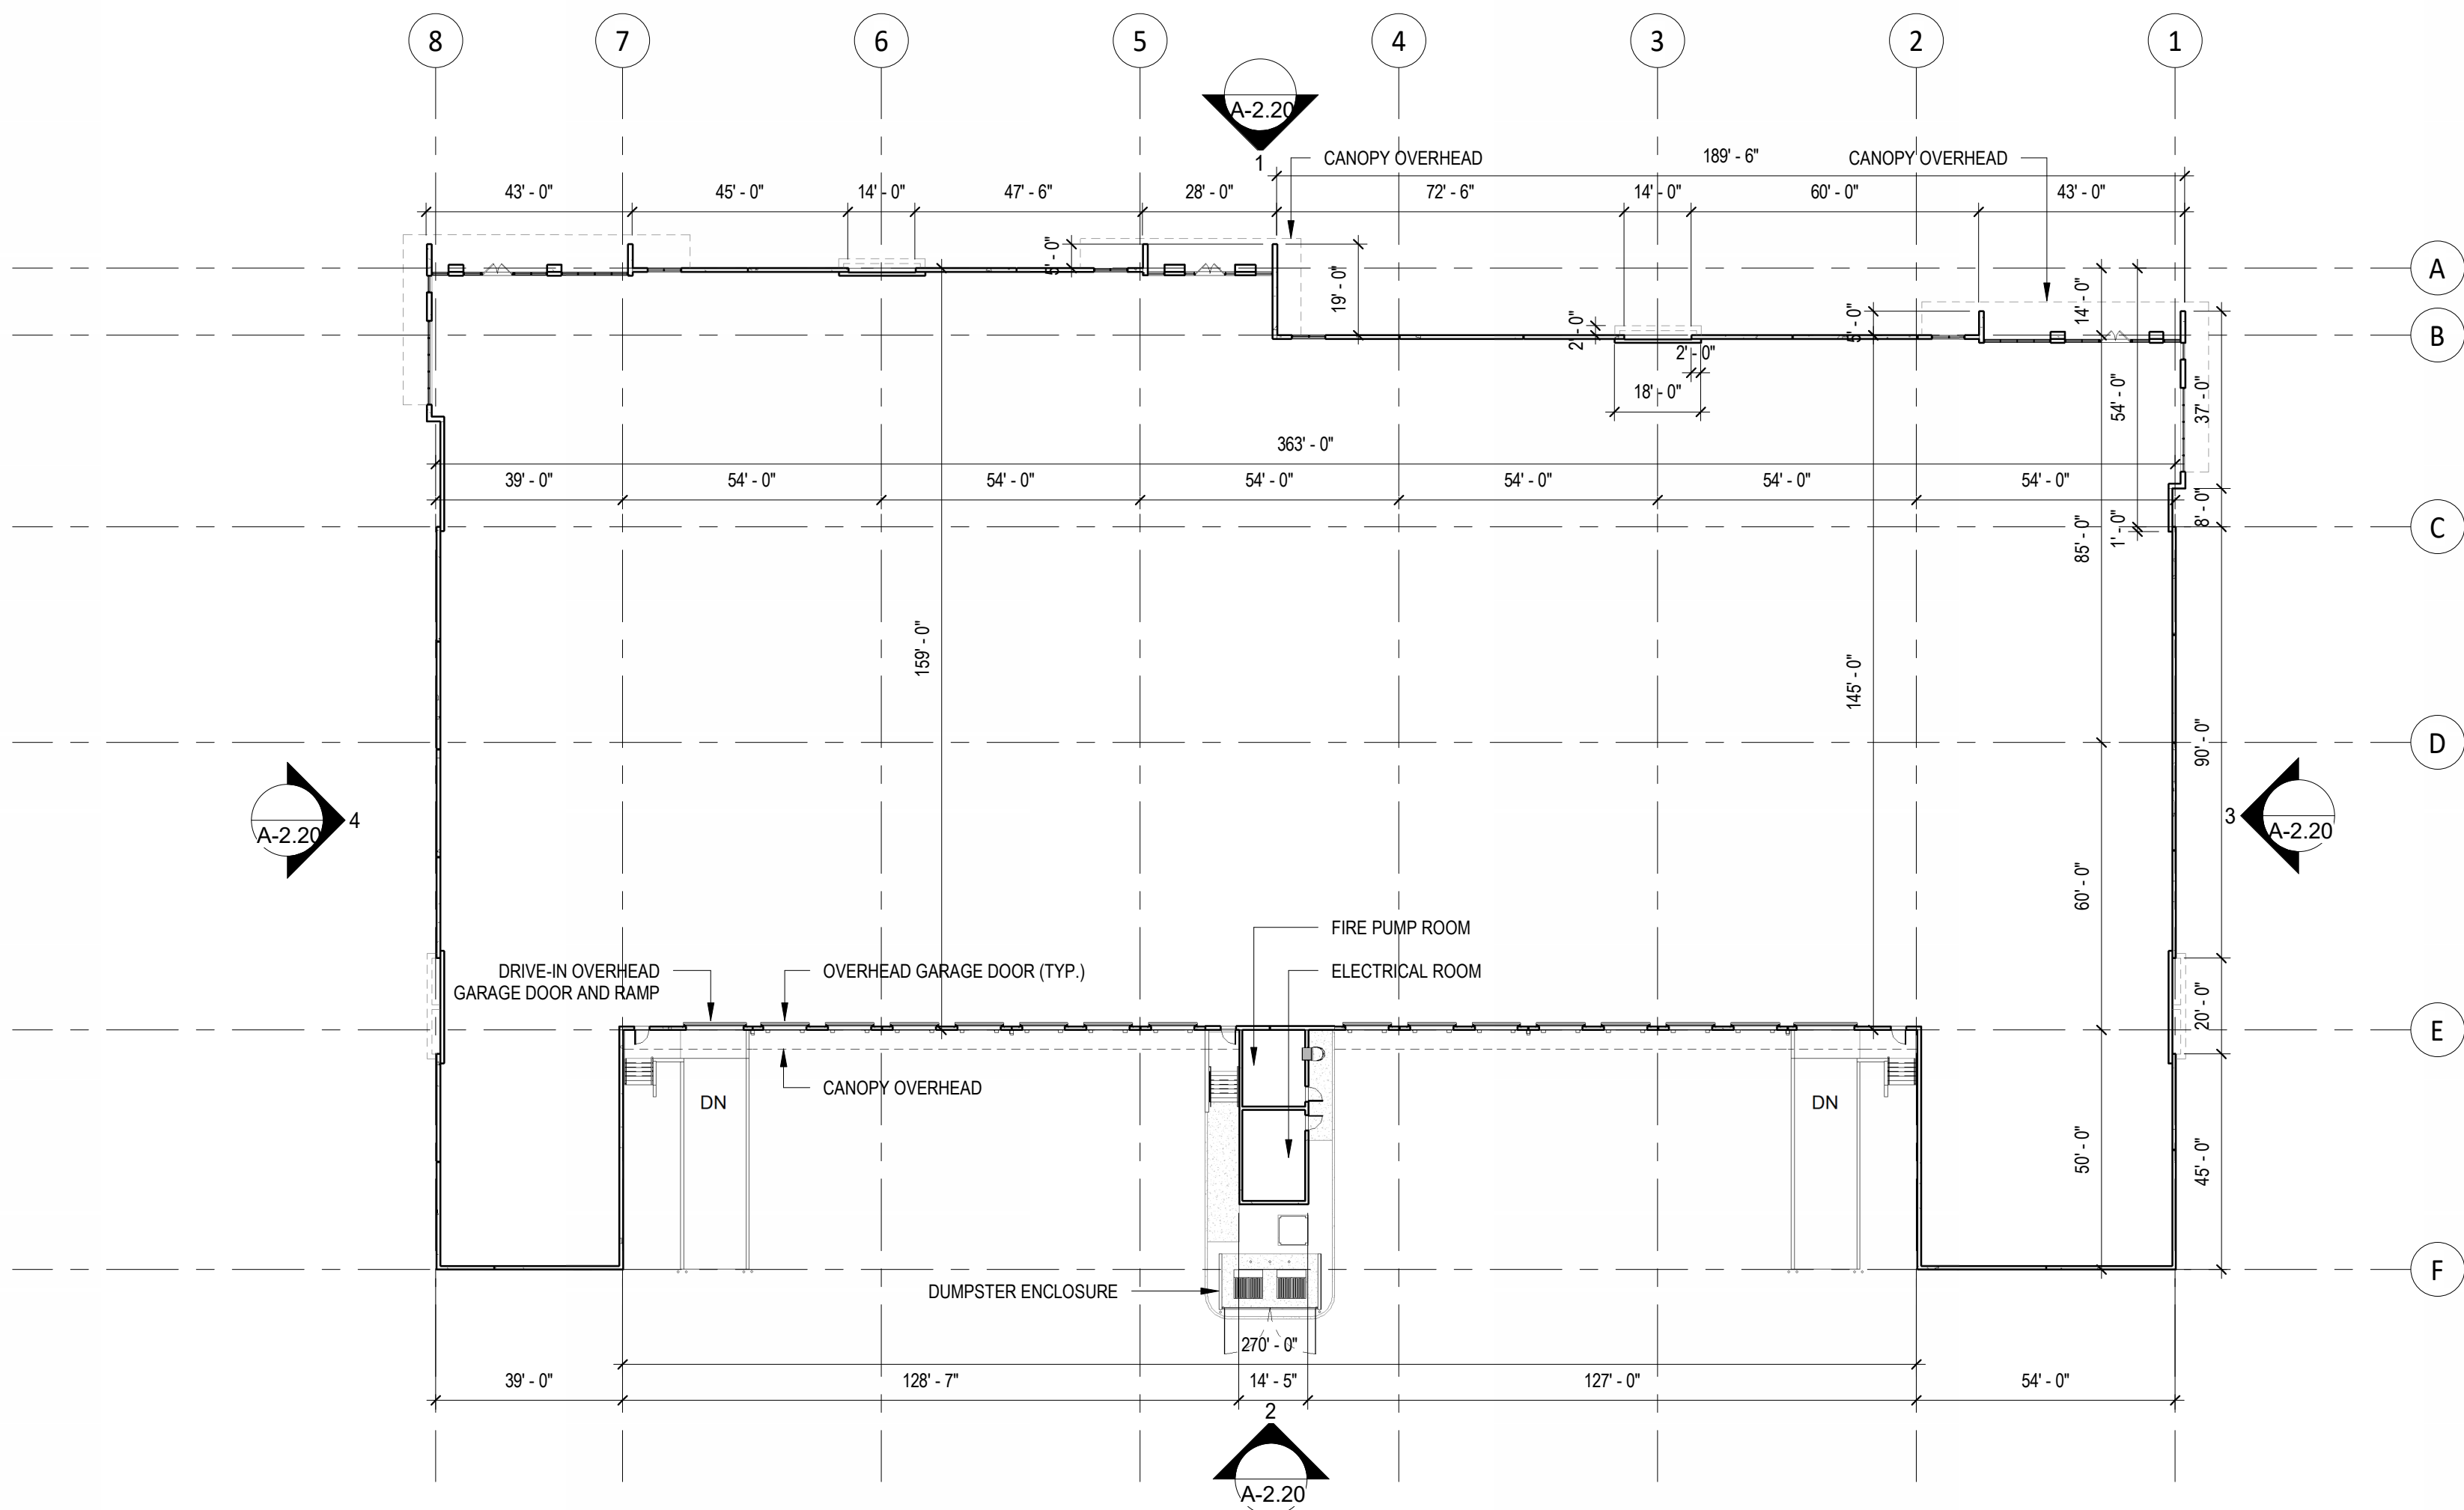 8 7 6 5 4 3 2 1
A-2.20
1
CANOPY OVERHEAD 189' - 6" CANOPY OVERHEAD
43' - 0" 45' - 0" 14' - 0" 47' - 6" 28' - 0" 72' - 6" 14' - 0" 60' - 0" 43' - 0"
5' - 0"
19' - 0"
2' - 0"
5' - 0"
14' - 0"
A
B
2' - 0"
18' - 0"
54' - 0"
37' - 0"
363' - 0"
39' - 0" 54' - 0" 54' - 0" 54' - 0" 54' - 0" 54' - 0" 54' - 0"
85' - 0"
1' - 0"
8' - 0"
C
159' - 0"
145' - 0"
90' - 0"
D
A-2.20
4
3
A-2.20
60' - 0"
FIRE PUMP ROOM
DRIVE-IN OVERHEAD
GARAGE DOOR AND RAMP
OVERHEAD GARAGE DOOR (TYP.)
ELECTRICAL ROOM
20' - 0"
E
CANOPY OVERHEAD
DN
DN
50' - 0"
45' - 0"
F
DUMPSTER ENCLOSURE
270' - 0"
39' - 0" 128' - 7" 14' - 5" 127' - 0" 54' - 0"
2
A-2.20